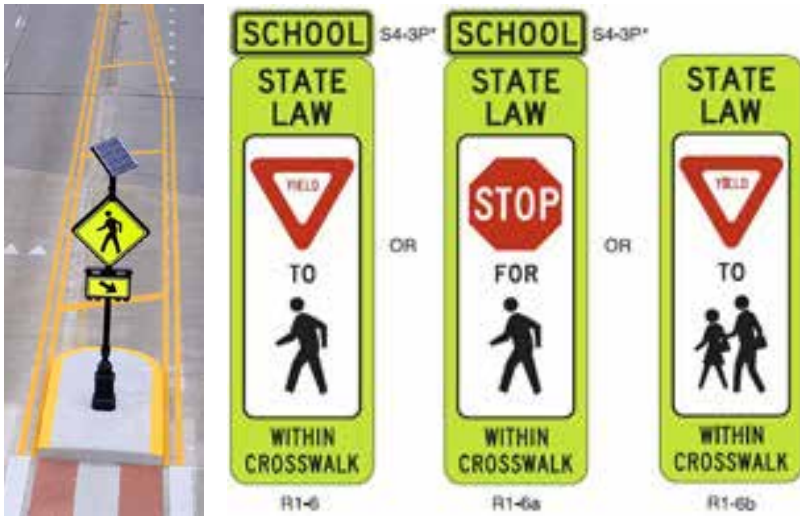 SCHOOL S4-3P*
STATE
LAW
YIELD
TO
WITHIN
CROSSWALK
R1-6
OR
SCHOOL S4-3P*
STATE
LAW
STOP
FOR
WITHIN
CROSSWALK
R1-6a
OR
STATE
LAW
YIELD
TO
WITHIN
CROSSWALK
R1-6b